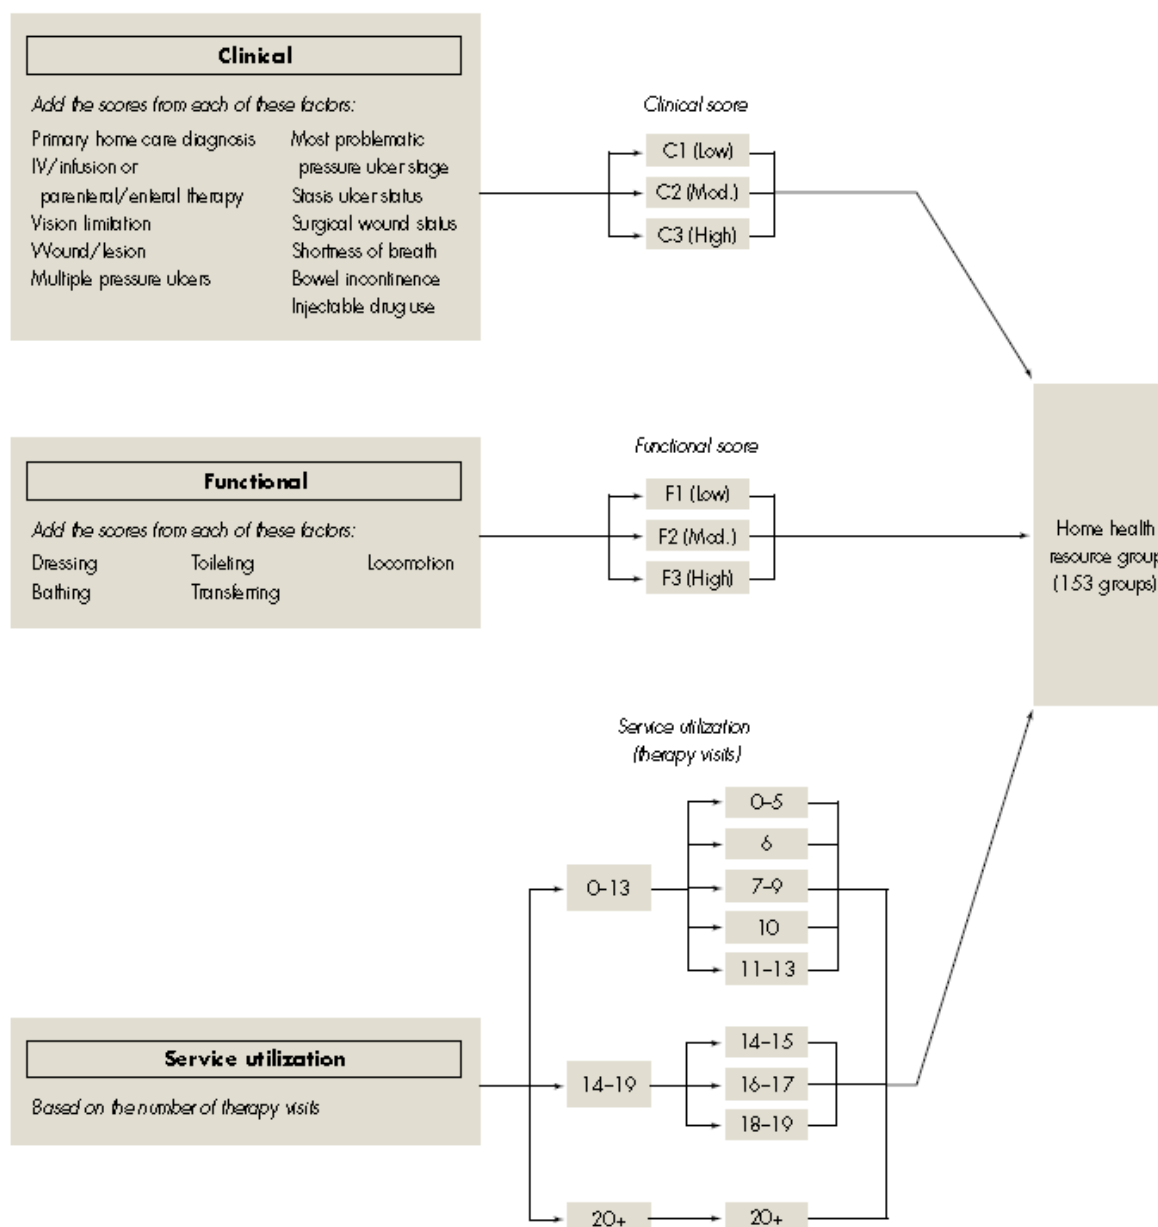 Clinical
Add the scores from each of these factors:
Primary home care diagnosis
IV/infusion or
parenteral/enteral therapy
Vision limitation
Wound/lesion
Multiple pressure ulcers
Most problematic
pressure ulcer stage
Stasis ulcer status
Surgical wound status
Shortness of breath
Bowel incontinence
Injectable drug use
Clinical score
C1 (Low)
C2 (Mod.)
C3 (High)
Functional
Add the scores from each of these factors:
Dressing
Bathing
Toileting
Transferring
Locomotion
Functional score
F1 (Low)
F2 (Mod.)
F3 (High)
Home health
resource group
(153 groups)
Service utilization
Based on the number of therapy visits
Service utilization
(therapy visits)
0-13
0–5
6
7–9
10
11–13
14–19
14–15
16–17
18–19
20+
20+